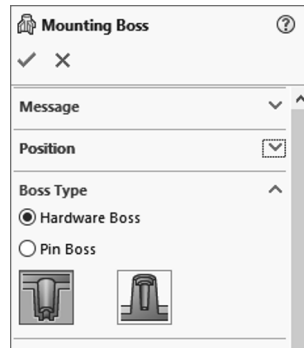 Mounting Boss
Message
Position
Boss Type
Hardware Boss
Pin Boss